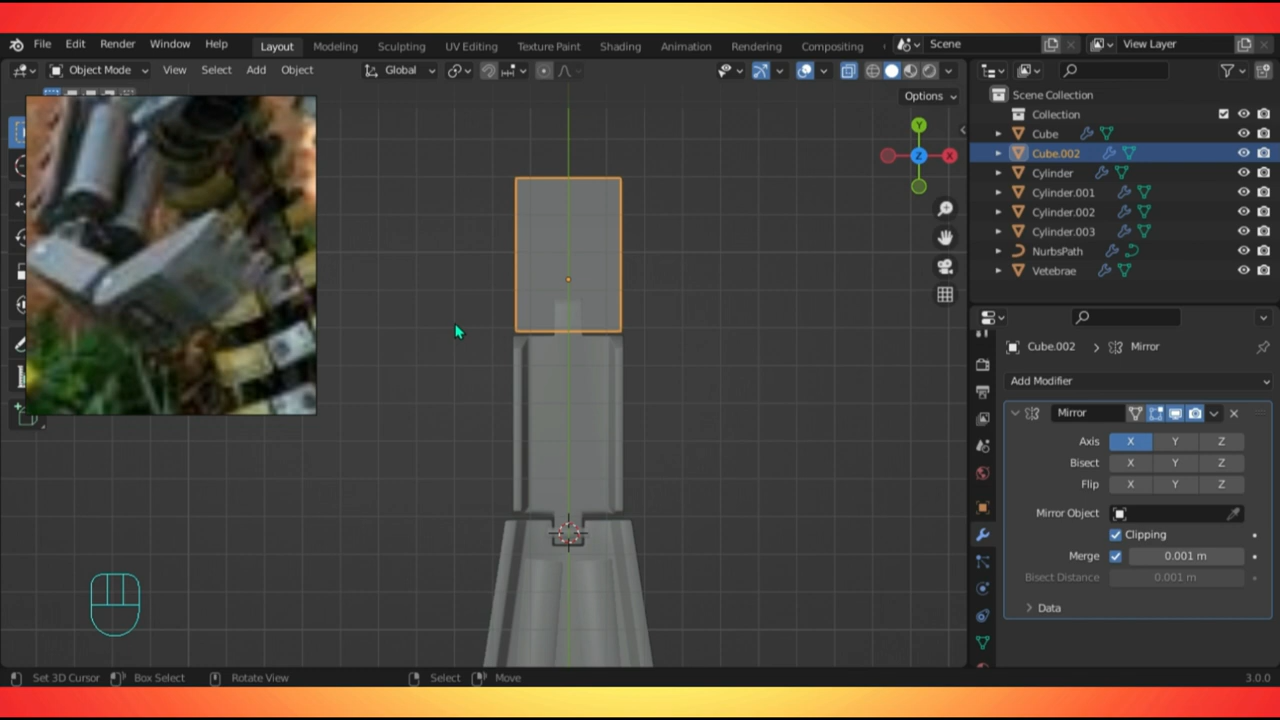 File Edit Render Window Help Layout Modeling Sculpting UV Editing Texture Paint Shading Animation Rendering Compositing Scene View Layer
Object Mode View Select Add Object Global
Options
Y
X
Z
Scene Collection
Collection
Cube
Cube.002
Cylinder
Cylinder.001
Cylinder.002
Cylinder.003
NurbsPath
Vetebrae
Cube.002 Mirror
Add Modifier
Mirror
Axis X Y Z
Bisect X Y Z
Flip X Y Z
Mirror Object
Clipping
Merge 0.001 m
Bisect Distance 0.001 m
Data
Set 3D Cursor Box Select Rotate View Select Move 3.0.0